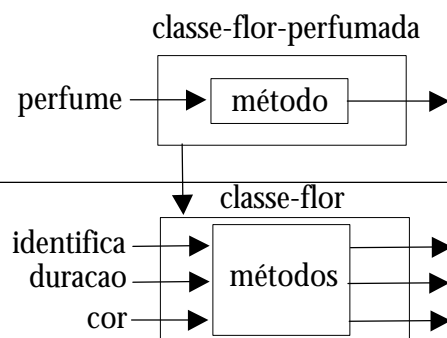 classe-flor-perfumada
perfume
método
classe-flor
identifica
duracao
métodos
cor